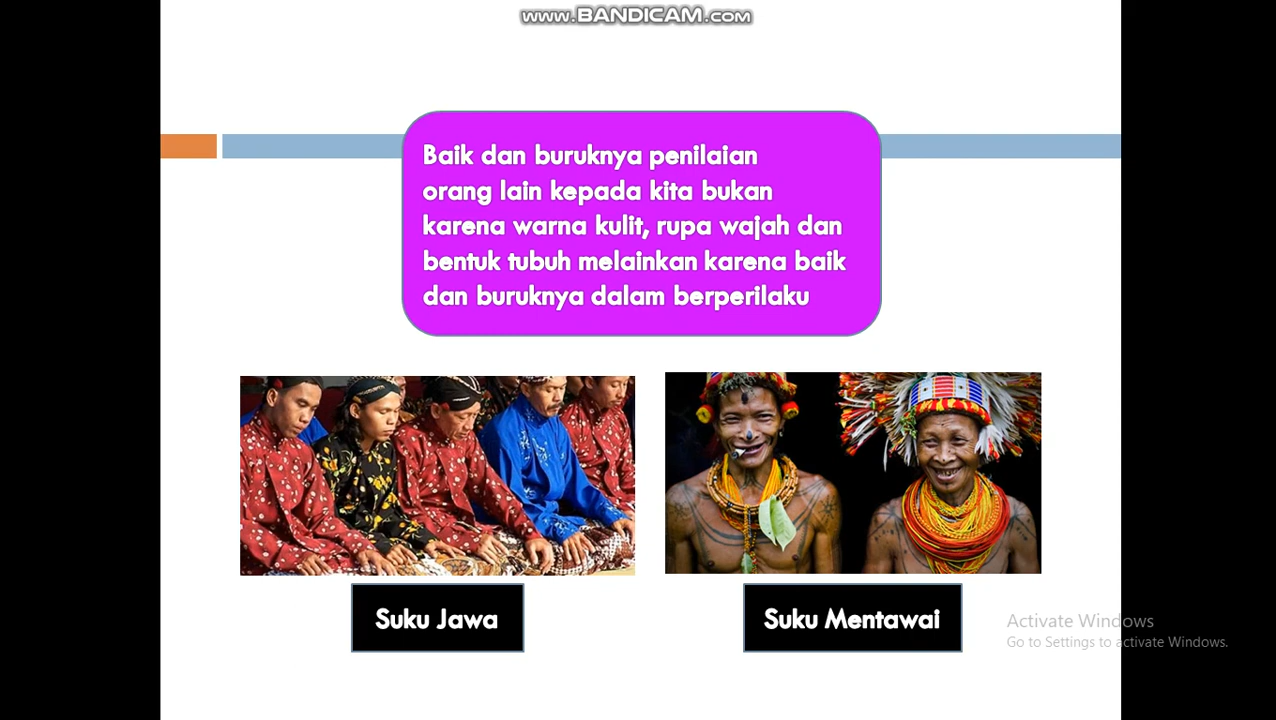 www.BANDICAM.com
Baik dan buruknya penilaian
orang lain kepada kita bukan
karena warna kulit, rupa wajah dan
bentuk tubuh melainkan karena baik
dan buruknya dalam berperilaku
Suku Jawa
Suku Mentawai
Activate Windows
Go to Settings to activate Windows.